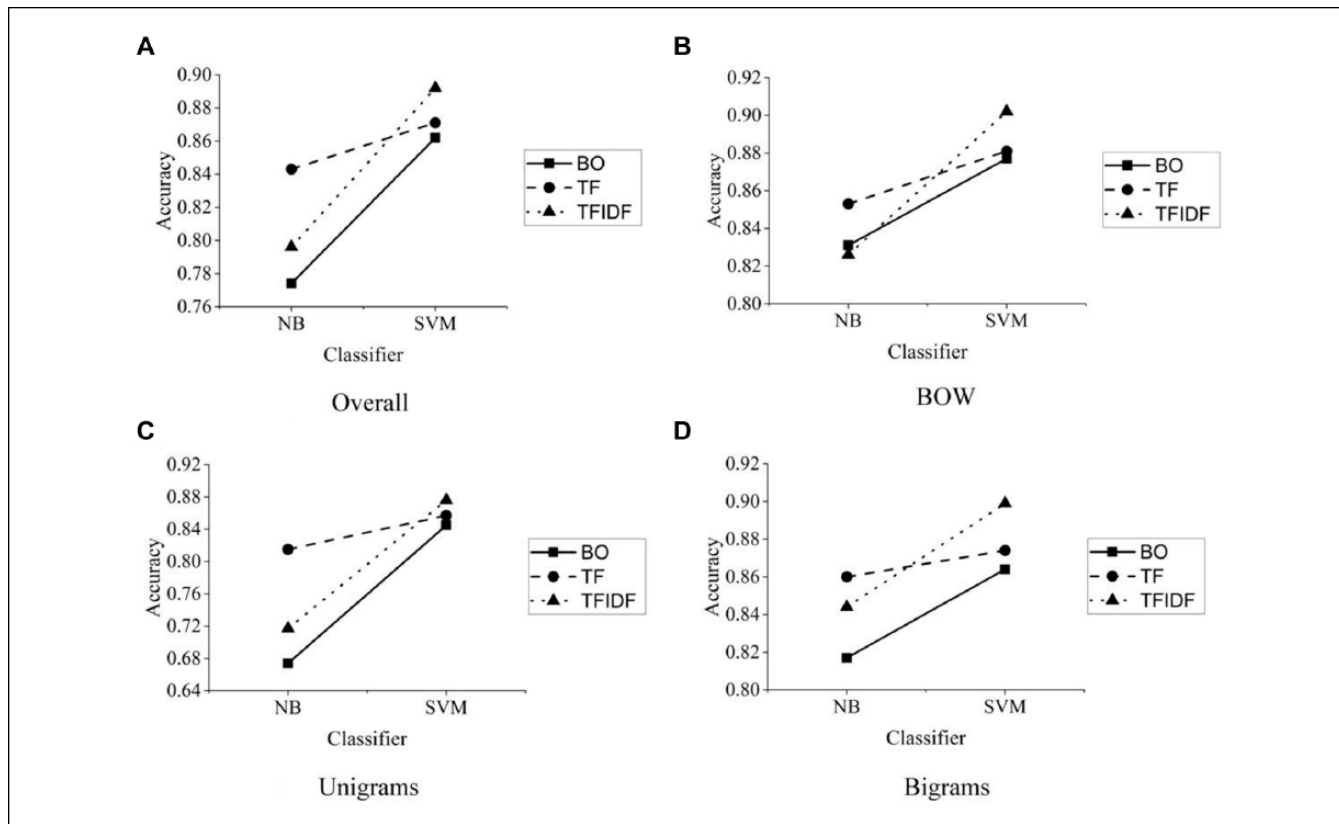 A
Accuracy
0.90
0.88
0.86
0.84
0.82
0.80
0.78
0.76
NB
SVM
Classifier
BO
TF
TFIDF
Overall
B
Accuracy
0.92
0.90
0.88
0.86
0.84
0.82
0.80
NB
SVM
Classifier
BO
TF
TFIDF
BOW
C
Accuracy
0.92
0.88
0.84
0.80
0.76
0.72
0.68
0.64
NB
SVM
Classifier
BO
TF
TFIDF
Unigrams
D
Accuracy
0.92
0.90
0.88
0.86
0.84
0.82
0.80
NB
SVM
Classifier
BO
TF
TFIDF
Bigrams